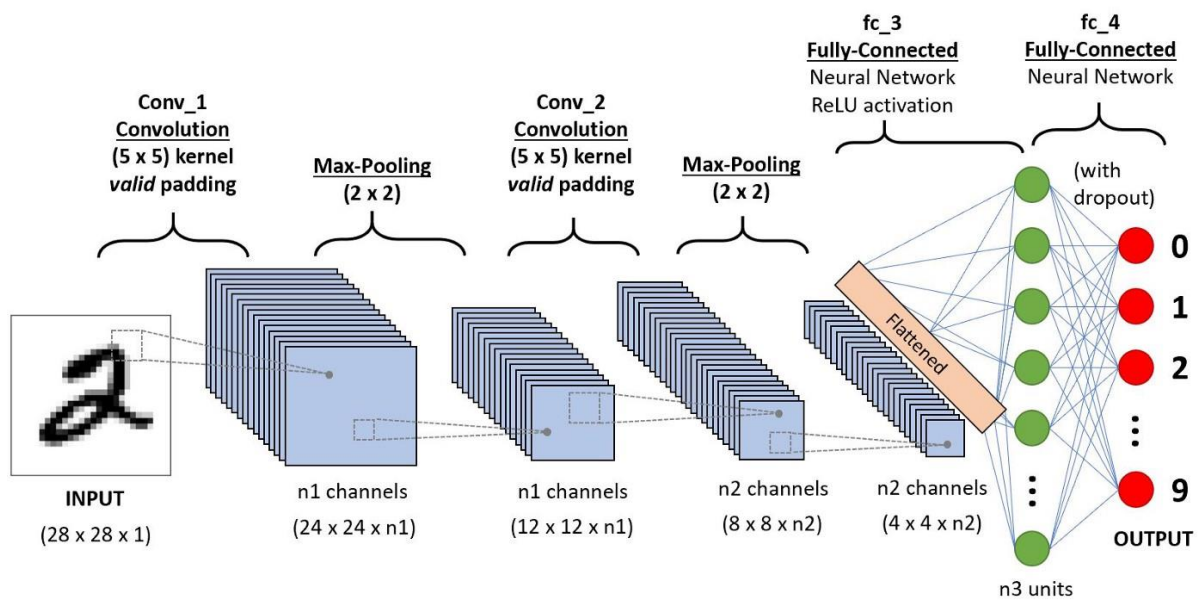 Conv_1
Convolution
(5 x 5) kernel
valid padding
Max-Pooling
(2 x 2)
Conv_2
Convolution
(5 x 5) kernel
valid padding
Max-Pooling
(2 x 2)
fc_3
Fully-Connected
Neural Network
ReLU activation
fc_4
Fully-Connected
Neural Network
(with
dropout)
2
INPUT
(28 x 28 x 1)
n1 channels
(24 x 24 x n1)
n1 channels
(12 x 12 x n1)
n2 channels
(8 x 8 x n2)
n2 channels
(4 x 4 x n2)
Flattened
n3 units
0
1
2
9
OUTPUT